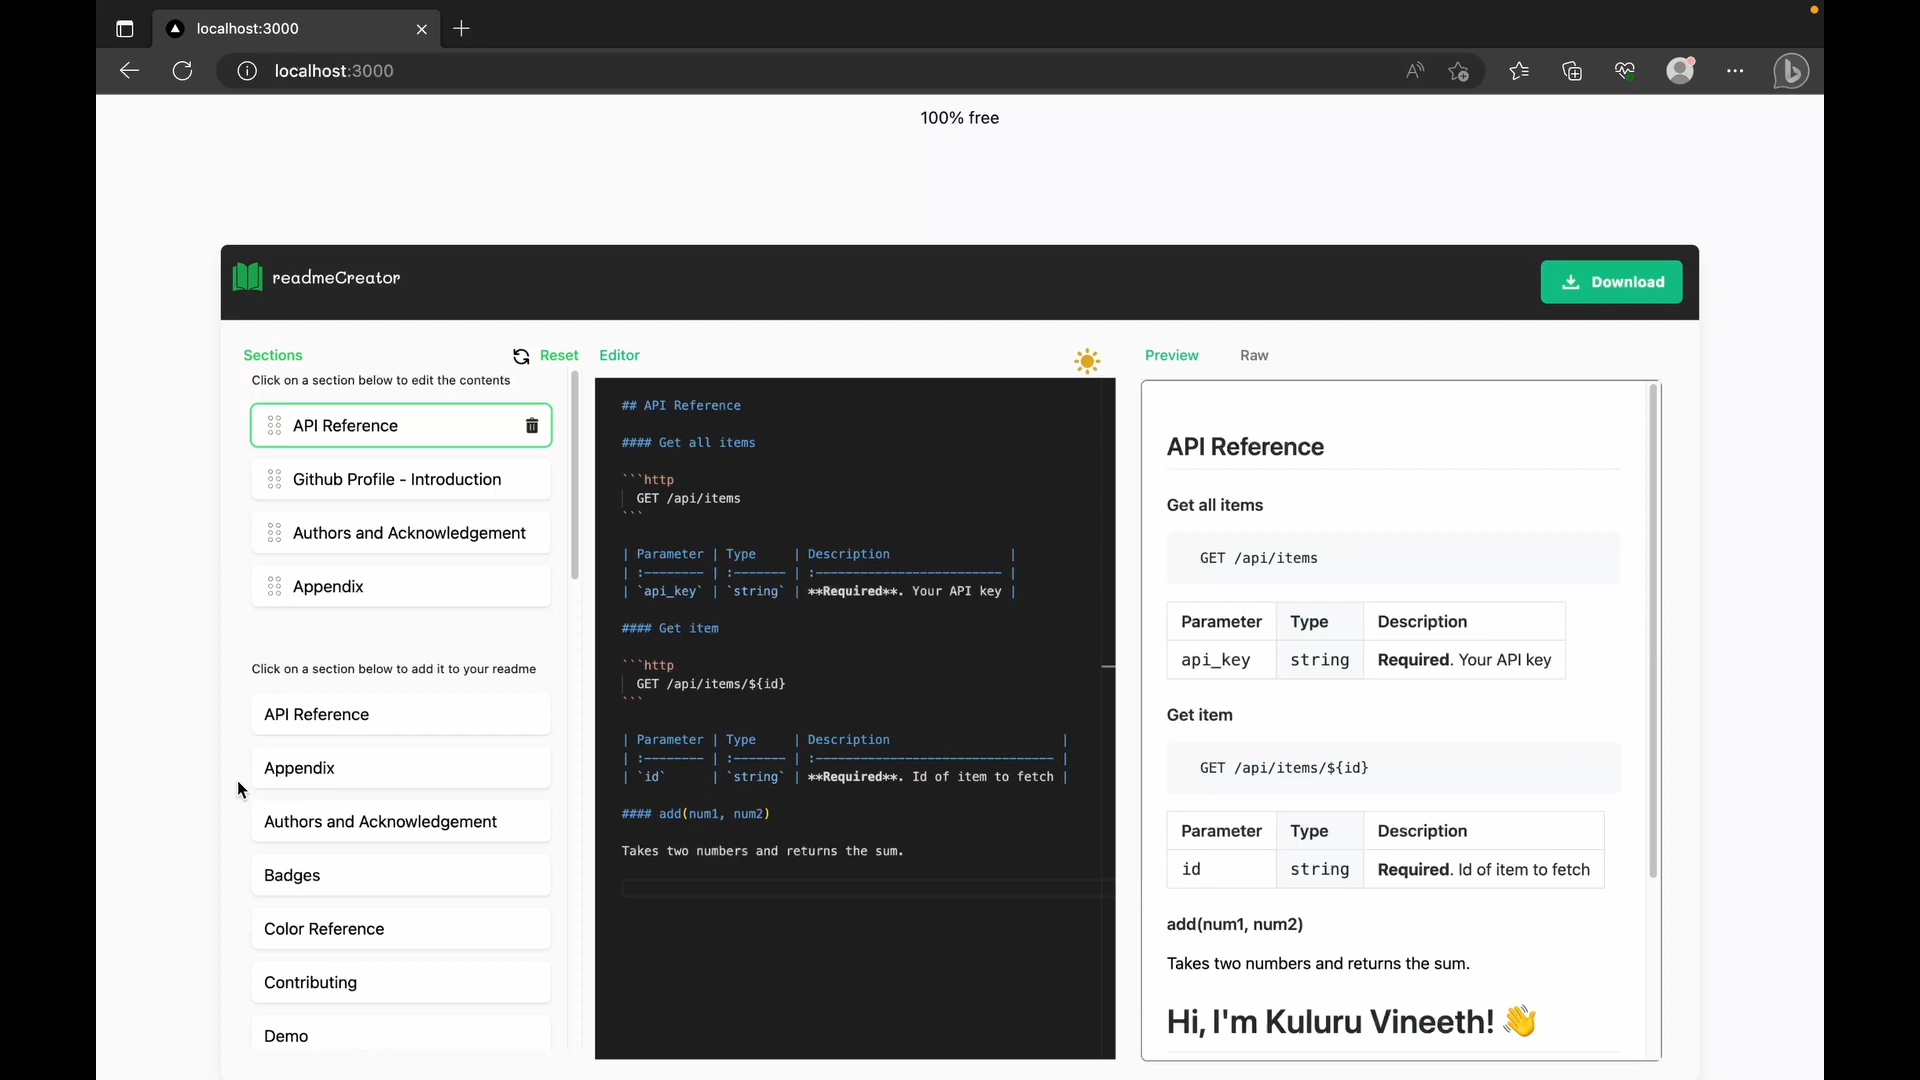 localhost:3000
localhost:3000
100% free
readmeCreator
Download
Sections
Reset
Editor
Preview
Raw
Click on a section below to edit the contents
API Reference
Github Profile - Introduction
Authors and Acknowledgement
Appendix
Click on a section below to add it to your readme
API Reference
Appendix
Authors and Acknowledgement
Badges
Color Reference
Contributing
Demo
## API Reference
#### Get all items
```http
GET /api/items
```
| Parameter | Type     | Description                |
| :-------- | :------- | :------------------------- |
| `api_key` | `string` | **Required**. Your API key |
#### Get item
```http
GET /api/items/${id}
```
| Parameter | Type     | Description                       |
| :-------- | :------- | :-------------------------------- |
| `id`      | `string` | **Required**. Id of item to fetch |
#### add(num1, num2)
Takes two numbers and returns the sum.
API Reference
Get all items
GET /api/items
Parameter Type Description
api_key string Required. Your API key
Get item
GET /api/items/${id}
Parameter Type Description
id string Required. Id of item to fetch
add(num1, num2)
Takes two numbers and returns the sum.
Hi, I'm Kuluru Vineeth! 👋